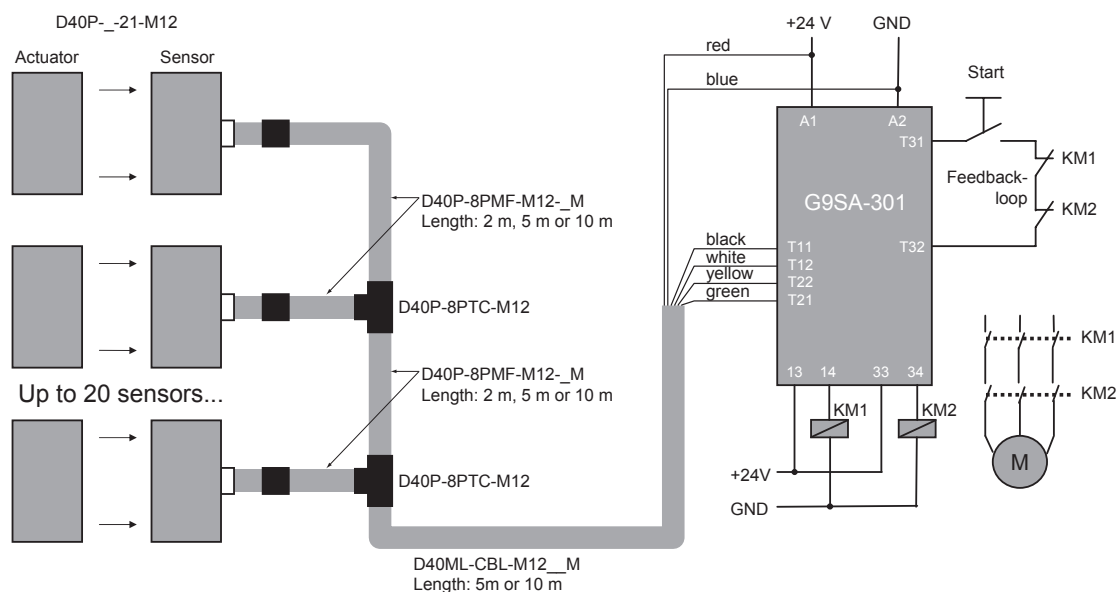 D40P-_-21-M12
Actuator
Sensor
+24 V
GND
red
blue
Start
A1
A2
T31
KM1
Feedback-
loop
KM2
G9SA-301
D40P-8PMF-M12-_M
Length: 2 m, 5 m or 10 m
black
T11
T32
white
T12
yellow
T22
green
T21
D40P-8PTC-M12
KM1
D40P-8PMF-M12-_M
Length: 2 m, 5 m or 10 m
13
14
33
34
KM2
Up to 20 sensors...
KM1
KM2
M
D40P-8PTC-M12
+24V
GND
D40ML-CBL-M12__M
Length: 5m or 10 m